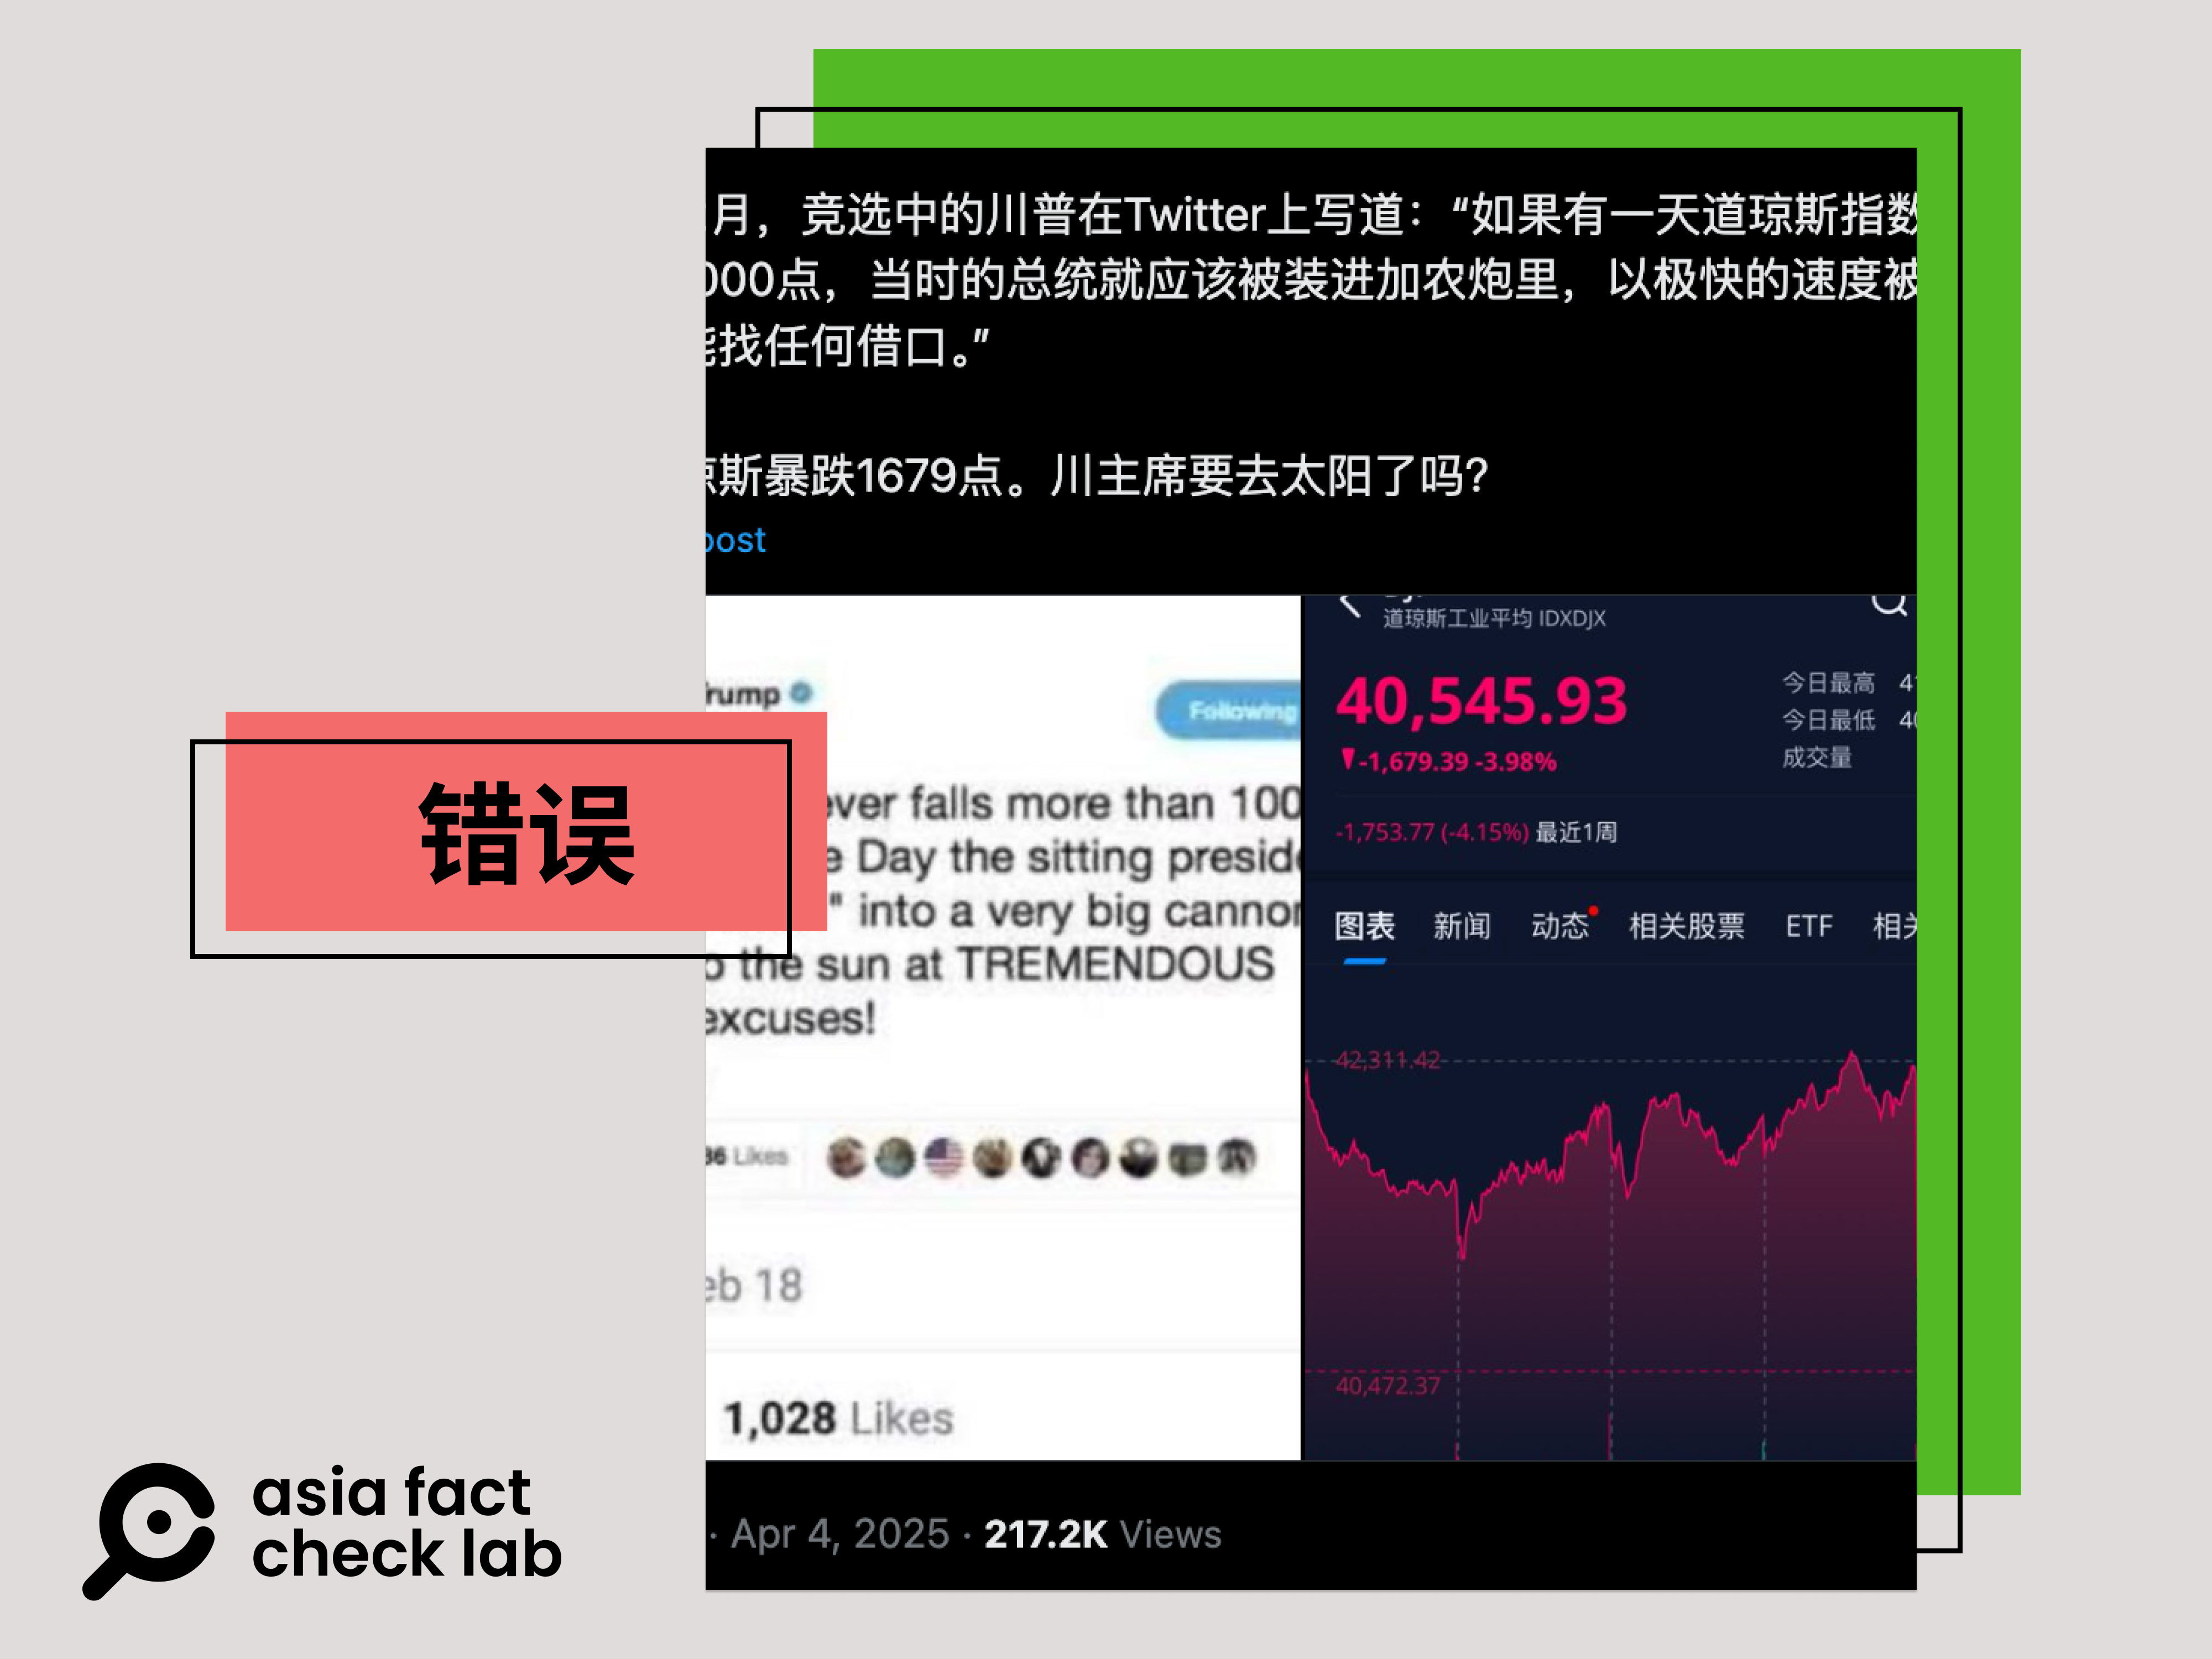 月，竞选中的川普在Twitter上写道：“如果有一天道琼斯指数
000点，当时的总统就应该被装进加农炮里，以极快的速度被
能找任何借口。”
斯暴跌1679点。川主席要去太阳了吗？
post
道琼斯工业平均 IDXDJX
40,545.93
-1,679.39 -3.98%
今日最高 4
今日最低 4
成交量
-1,753.77 (-4.15%) 最近1周
图表 新闻 动态 相关股票 ETF 相关
42,311.42
40,472.37
rump
Following
ever falls more than 100
e Day the sitting presid
" into a very big cannon
o the sun at TREMENDOUS
excuses!
86 Likes
eb 18
1,028 Likes
· Apr 4, 2025 · 217.2K Views
错误
asia fact
check lab